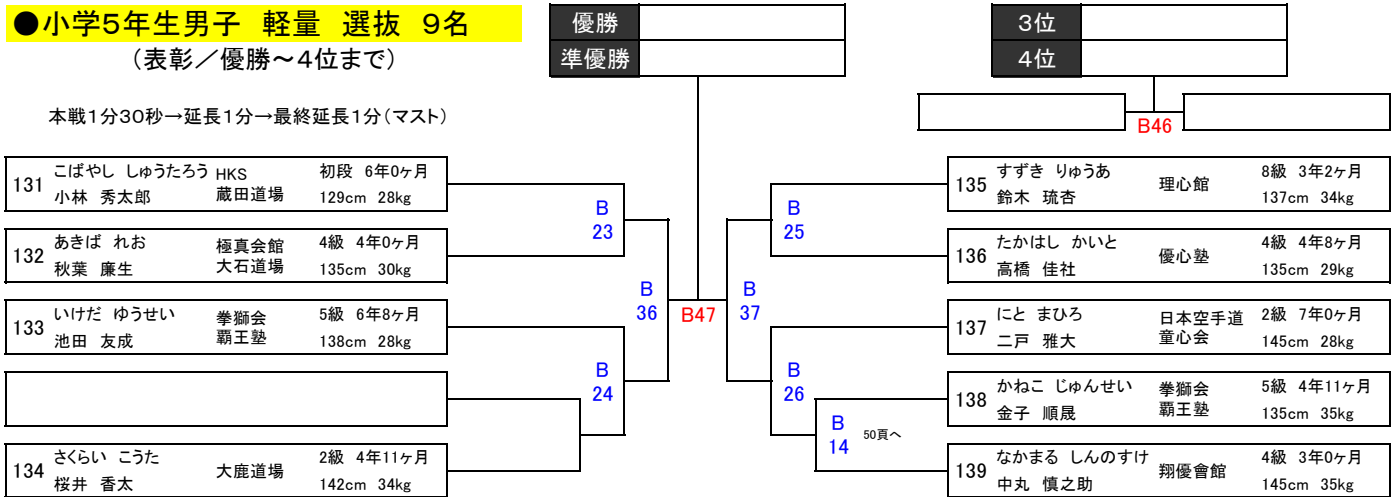 ●小学5年生男子 軽量 選抜 9名
(表彰/優勝~4位まで)
本戦1分30秒→延長1分→最終延長1分(マスト)
優勝
準優勝
3位
4位
B46
131 こばやし しゅうたろう HKS 初段 6年0ヶ月
小林 秀太郎 蔵田道場 129cm 28kg
132 あきば れお 極真会館 4級 4年0ヶ月
秋葉 廉生 大石道場 135cm 30kg
133 いけだ ゆうせい 拳獅会 5級 6年8ヶ月
池田 友成 覇王塾 138cm 28kg
134 さくらい こうた 大鹿道場 2級 4年11ヶ月
桜井 香太 142cm 34kg
B
23
B
24
B
36
B47
B
37
B
25
B
26
B
14
50頁へ
135 すずき りゅうあ 理心館 8級 3年2ヶ月
鈴木 琉杏 137cm 34kg
136 たかはし かいと 優心塾 4級 4年8ヶ月
高橋 佳社 135cm 29kg
137 にと まひろ 日本空手道 2級 7年0ヶ月
二戸 雅大 童心会 145cm 28kg
138 かねこ じゅんせい 拳獅会 5級 4年11ヶ月
金子 順晟 覇王塾 135cm 35kg
139 なかまる しんのすけ 翔優會館 4級 3年0ヶ月
中丸 慎之助 145cm 35kg